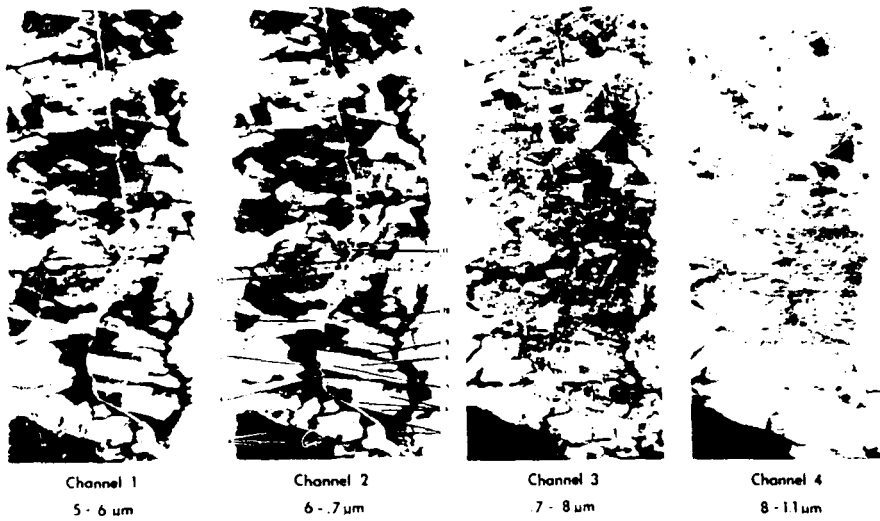 Channel 1
5 - 6 µm
Channel 2
6 - .7 µm
Channel 3
.7 - 8 µm
Channel 4
8 - 1.1 µm